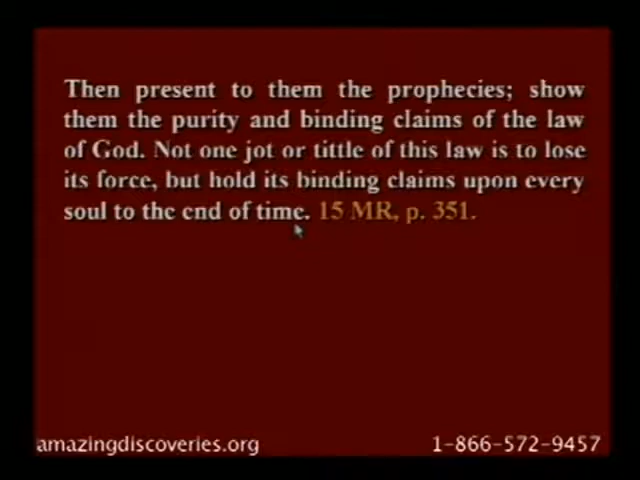 Then present to them the prophecies; show
them the purity and binding claims of the law
of God. Not one jot or tittle of this law is to lose
its force, but hold its binding claims upon every
soul to the end of time. 15 MR, p. 351.
amazingdiscoveries.org
1-866-572-9457